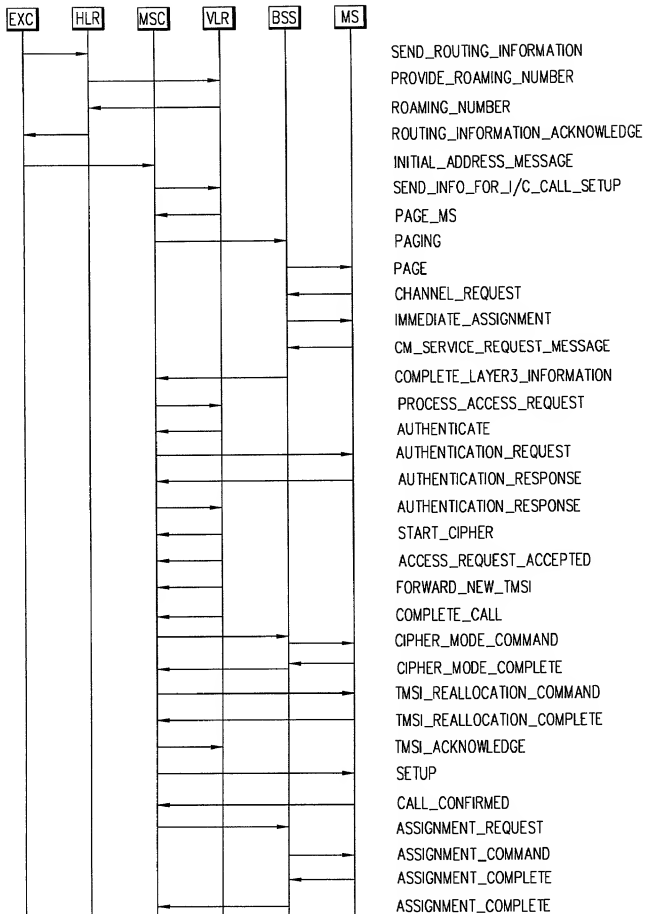 EXC HLR MSC VLR BSS MS
SEND_ROUTING_INFORMATION
PROVIDE_ROAMING_NUMBER
ROAMING_NUMBER
ROUTING_INFORMATION_ACKNOWLEDGE
INITIAL_ADDRESS_MESSAGE
SEND_INFO_FOR_I/C_CALL_SETUP
PAGE_MS
PAGING
PAGE
CHANNEL_REQUEST
IMMEDIATE_ASSIGNMENT
CM_SERVICE_REQUEST_MESSAGE
COMPLETE_LAYER3_INFORMATION
PROCESS_ACCESS_REQUEST
AUTHENTICATE
AUTHENTICATION_REQUEST
AUTHENTICATION_RESPONSE
AUTHENTICATION_RESPONSE
START_CIPHER
ACCESS_REQUEST_ACCEPTED
FORWARD_NEW_TMSI
COMPLETE_CALL
CIPHER_MODE_COMMAND
CIPHER_MODE_COMPLETE
TMSI_REALLOCATION_COMMAND
TMSI_REALLOCATION_COMPLETE
TMSI_ACKNOWLEDGE
SETUP
CALL_CONFIRMED
ASSIGNMENT_REQUEST
ASSIGNMENT_COMMAND
ASSIGNMENT_COMPLETE
ASSIGNMENT_COMPLETE